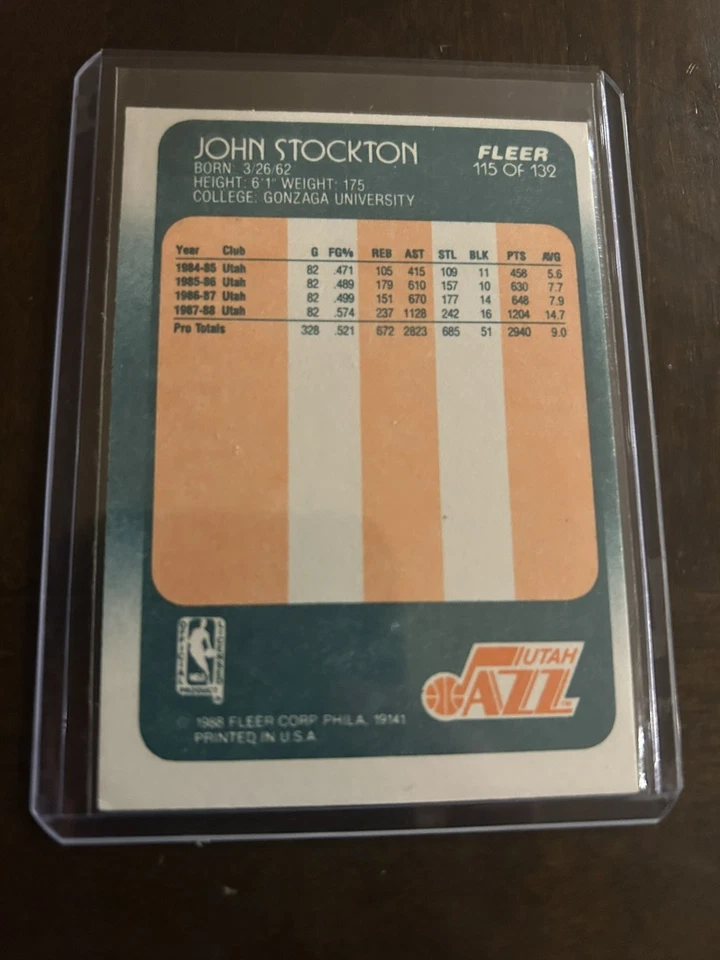 JOHN STOCKTON
FLEER
BORN: 3/26/62
115 OF 132
HEIGHT: 6'1" WEIGHT: 175
COLLEGE: GONZAGA UNIVERSITY
Year Club G FG% REB AST STL BLK PTS AVG
1984-85 Utah 82 .471 105 415 109 11 458 5.6
1985-86 Utah 82 .489 179 610 157 10 630 7.7
1986-87 Utah 82 .499 151 670 177 14 648 7.9
1987-88 Utah 82 .574 237 1128 242 16 1204 14.7
Pro Totals 328 .521 672 2823 685 51 2940 9.0
OFFICIAL LICENSED
NBA
PRODUCT
UTAH
JAZZ
© 1988 FLEER CORP. PHILA. 19141
PRINTED IN U.S.A.